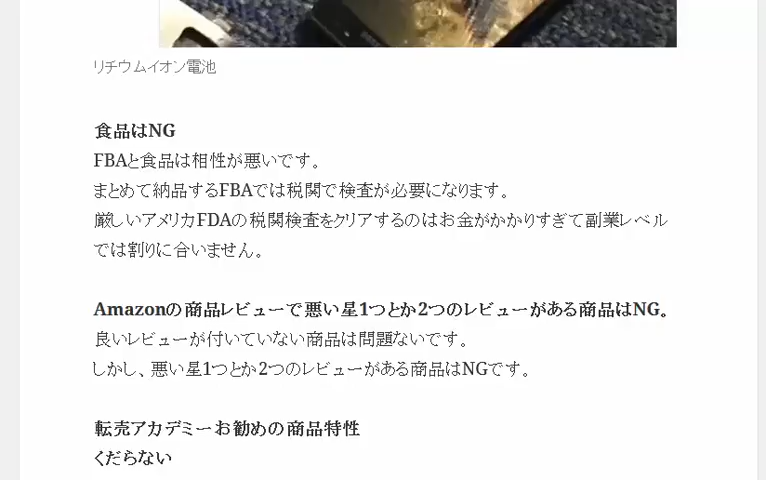 リチウムイオン電池
食品はNG
FBAと食品は相性が悪いです。
まとめて納品するFBAでは税関で検査が必要になります。
厳しいアメリカFDAの税関検査をクリアするのはお金がかかりすぎて副業レベル
では割りに合いません。
Amazonの商品レビューで悪い星1つとか2つのレビューがある商品はNG。
良いレビューが付いていない商品は問題ないです。
しかし、悪い星1つとか2つのレビューがある商品はNGです。
転売アカデミーお勧めの商品特性
くだらない